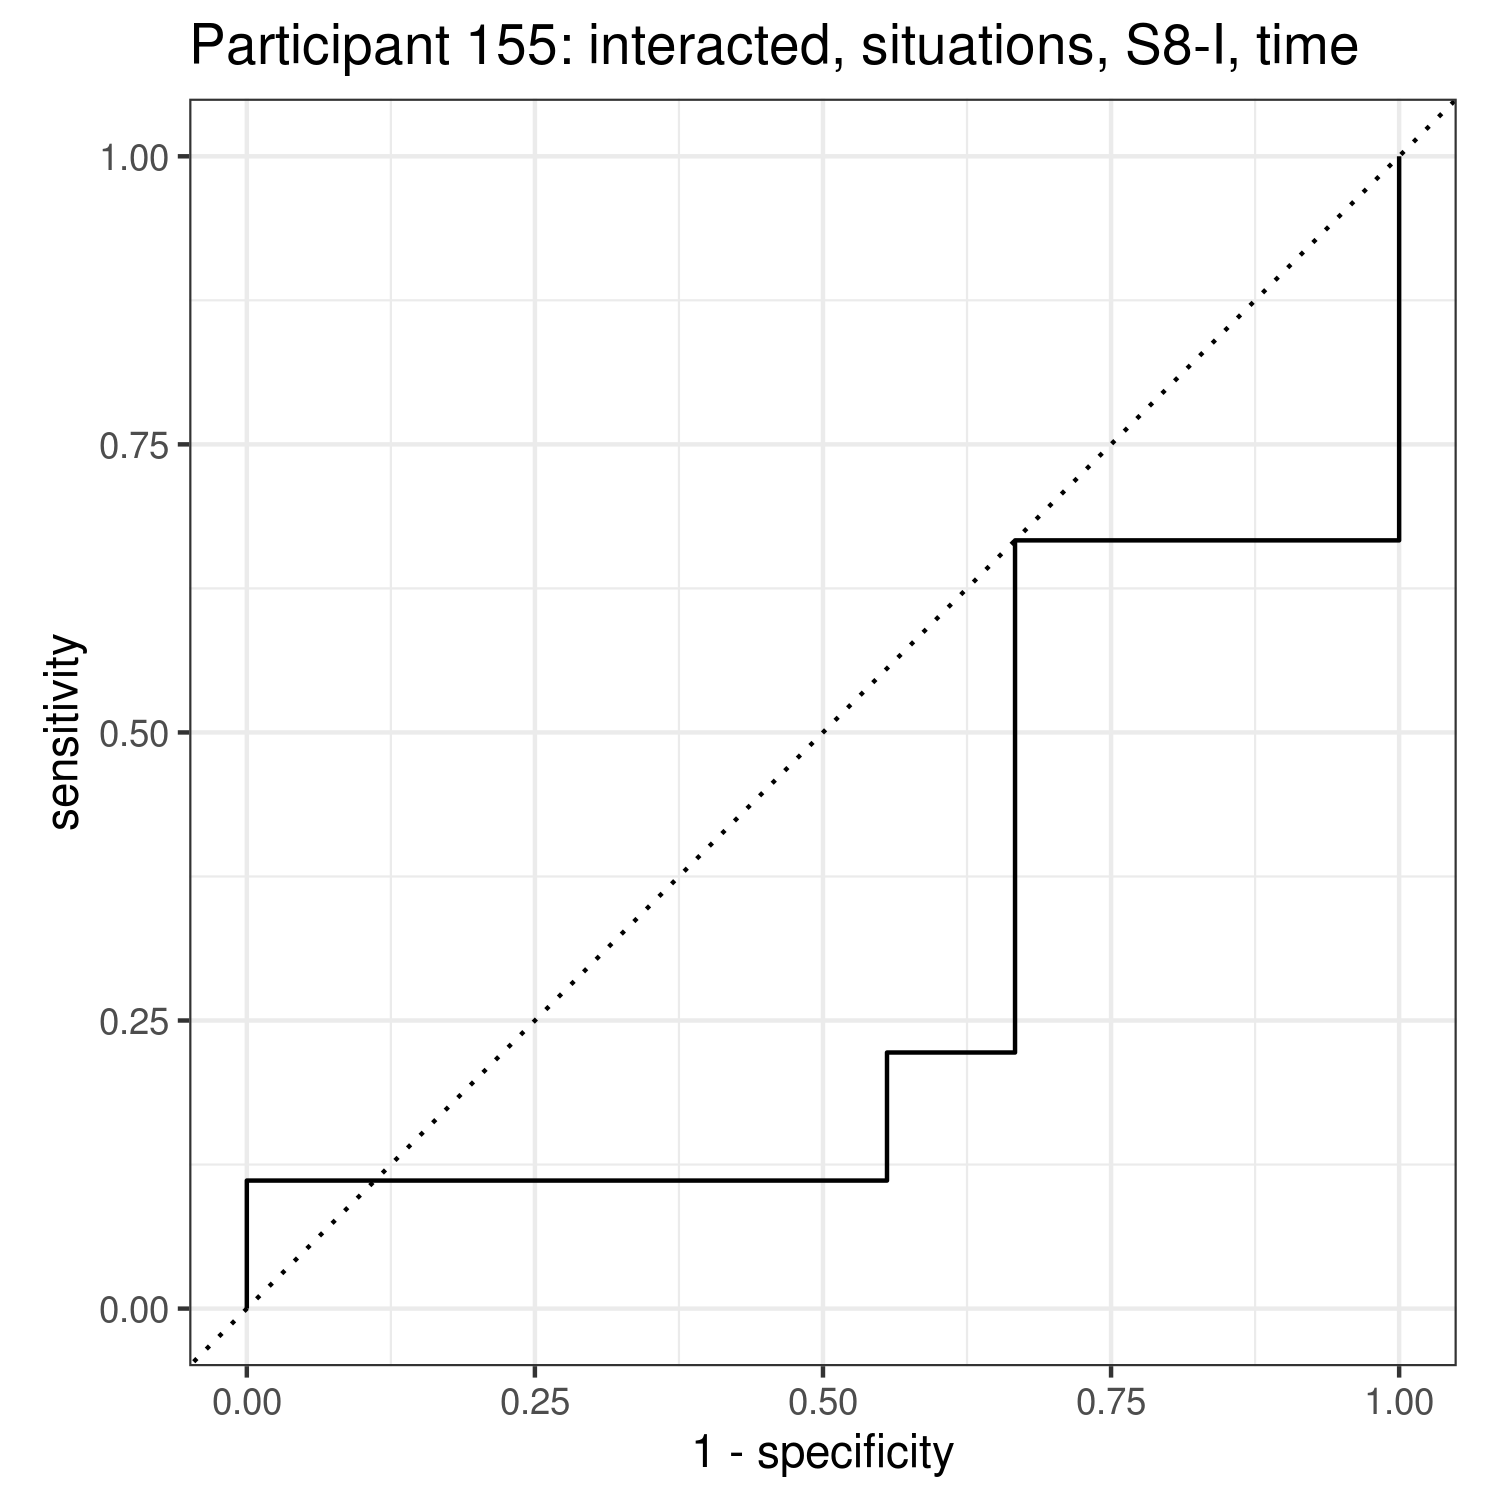 Participant 155: interacted, situations, S8-I, time
1.00
0.75
0.50
0.25
0.00
sensitivity
0.00 0.25 0.50 0.75 1.00
1 - specificity